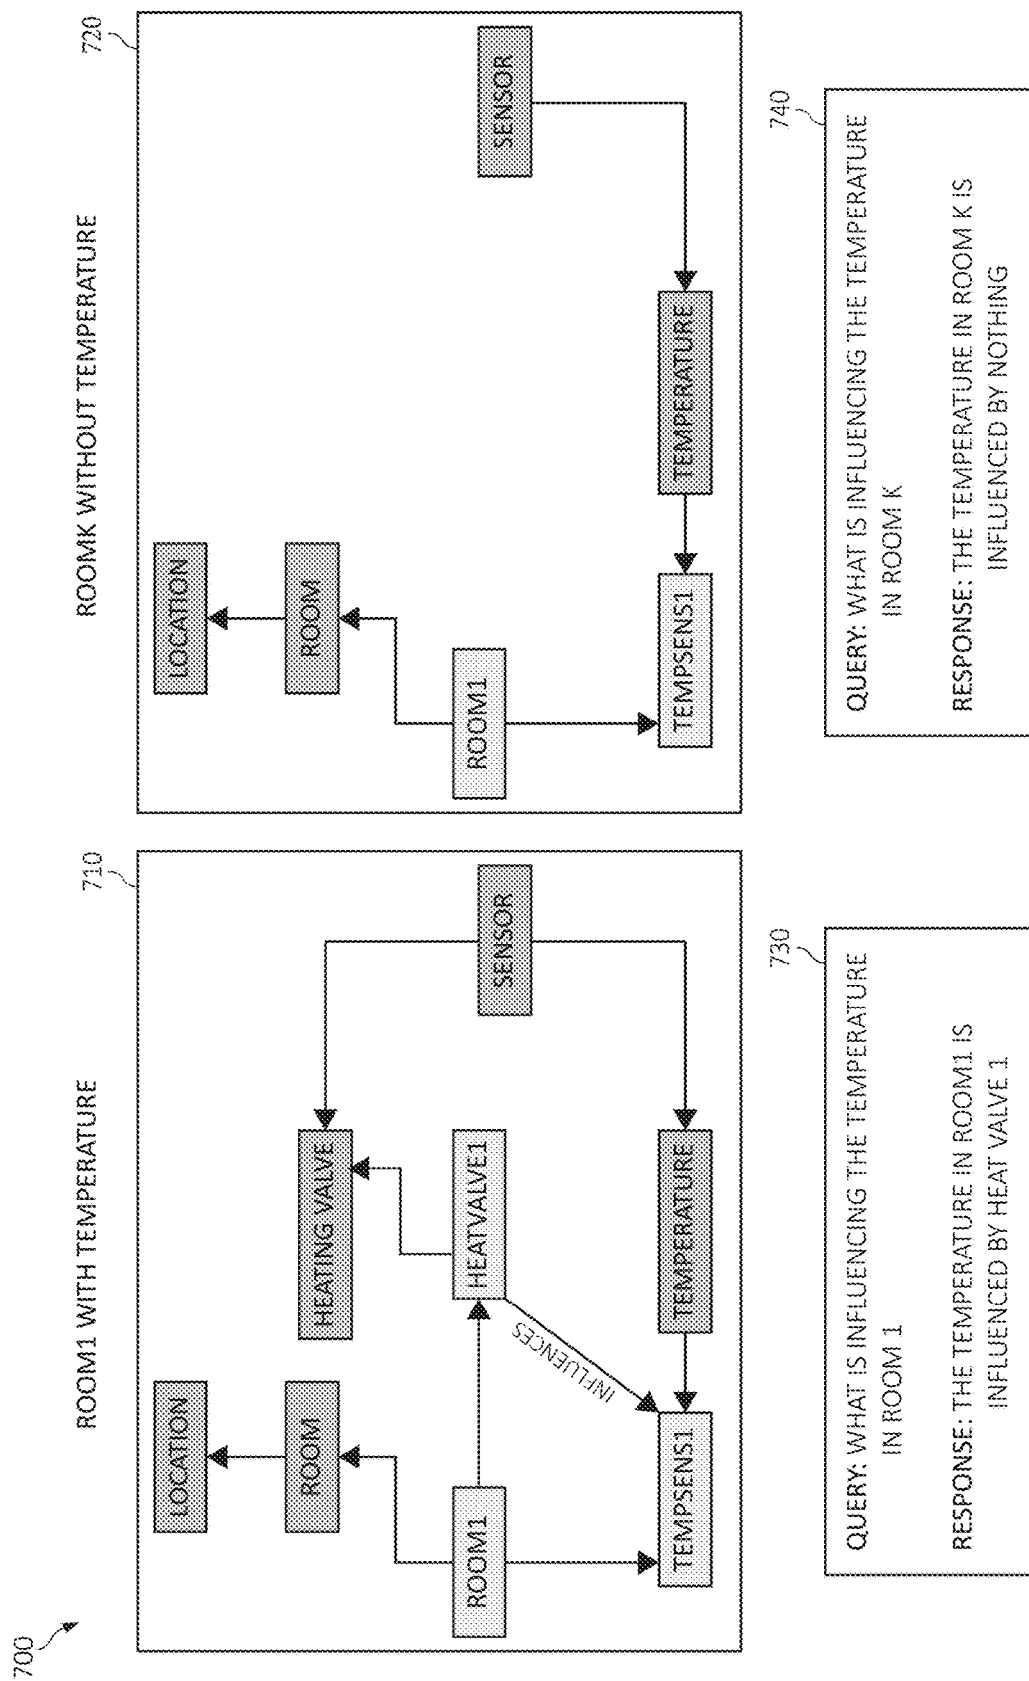 700
ROOM1 WITH TEMPERATURE
710
LOCATION
ROOM
HEATING VALVE
ROOM1
HEATVALVE1
SENSOR
INFLUENCES
TEMPSENS1
TEMPERATURE
730
QUERY: WHAT IS INFLUENCING THE TEMPERATURE
IN ROOM 1
RESPONSE: THE TEMPERATURE IN ROOM1 IS
INFLUENCED BY HEAT VALVE 1
ROOMK WITHOUT TEMPERATURE
720
LOCATION
ROOM
ROOM1
SENSOR
TEMPSENS1
TEMPERATURE
740
QUERY: WHAT IS INFLUENCING THE TEMPERATURE
IN ROOM K
RESPONSE: THE TEMPERATURE IN ROOM K IS
INFLUENCED BY NOTHING